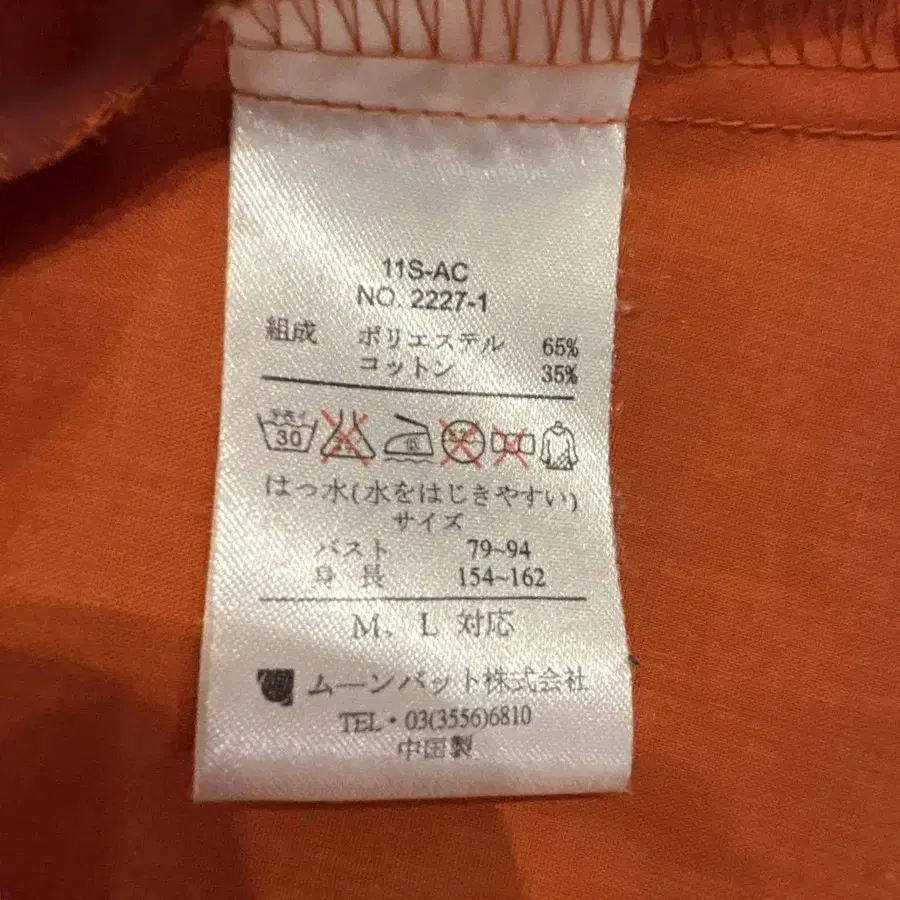 11S-AC
NO. 2227-1
組成 ポリエステル 65%
コットン 35%
30 低
はっ水(水をはじきやすい)
サイズ
バスト 79~94
身 長 154~162
M、L 対応
ムーンバット株式会社
TEL・03(3556)6810
中国製